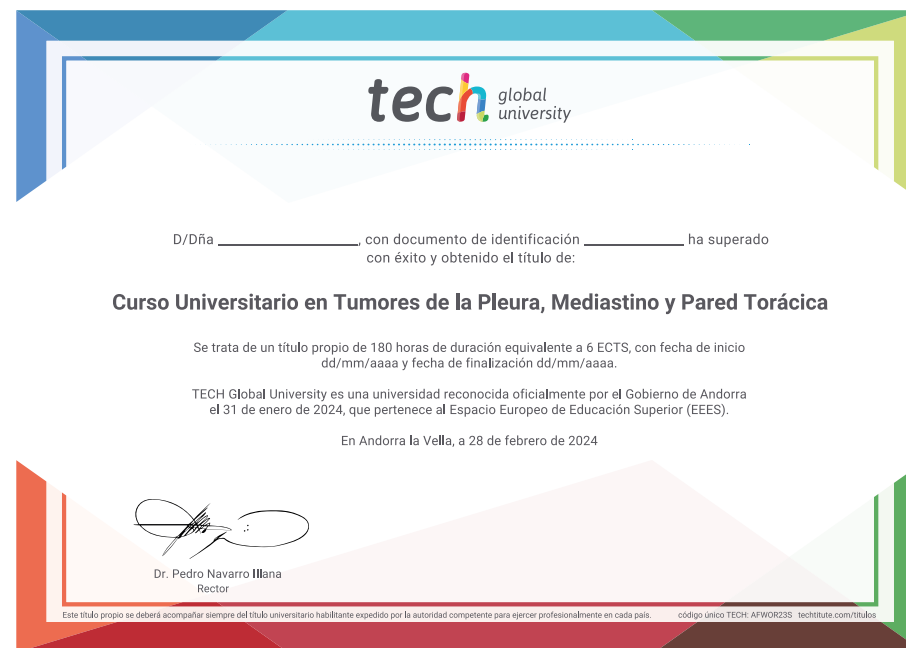 tech global university
D/Dña ____________, con documento de identificación ____________ ha superado
con éxito y obtenido el título de:
Curso Universitario en Tumores de la Pleura, Mediastino y Pared Torácica
Se trata de un título propio de 180 horas de duración equivalente a 6 ECTS, con fecha de inicio
dd/mm/aaaa y fecha de finalización dd/mm/aaaa.
TECH Global University es una universidad reconocida oficialmente por el Gobierno de Andorra
el 31 de enero de 2024, que pertenece al Espacio Europeo de Educación Superior (EEES).
En Andorra la Vella, a 28 de febrero de 2024
Dr. Pedro Navarro Illana
Rector
Este título propio se deberá acompañar siempre del título universitario habilitante expedido por la autoridad competente para ejercer profesionalmente en cada país.
código único TECH: AFWOR23S techtitute.com/titulos